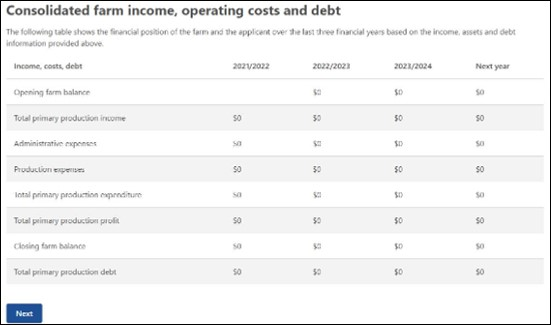 Consolidated farm income, operating costs and debt
The following table shows the financial position of the farm and the applicant over the last three financial years based on the income, assets and debt
information provided above.
Income, costs, debt 2021/2022 2022/2023 2023/2024 Next year
Opening farm balance $0 $0 $0
Total primary production income $0 $0 $0 $0
Administrative expenses $0 $0 $0 $0
Production expenses $0 $0 $0 $0
Total primary production expenditure $0 $0 $0 $0
Total primary production profit $0 $0 $0 $0
Closing farm balance $0 $0 $0 $0
Total primary production debt $0 $0 $0 $0
Next